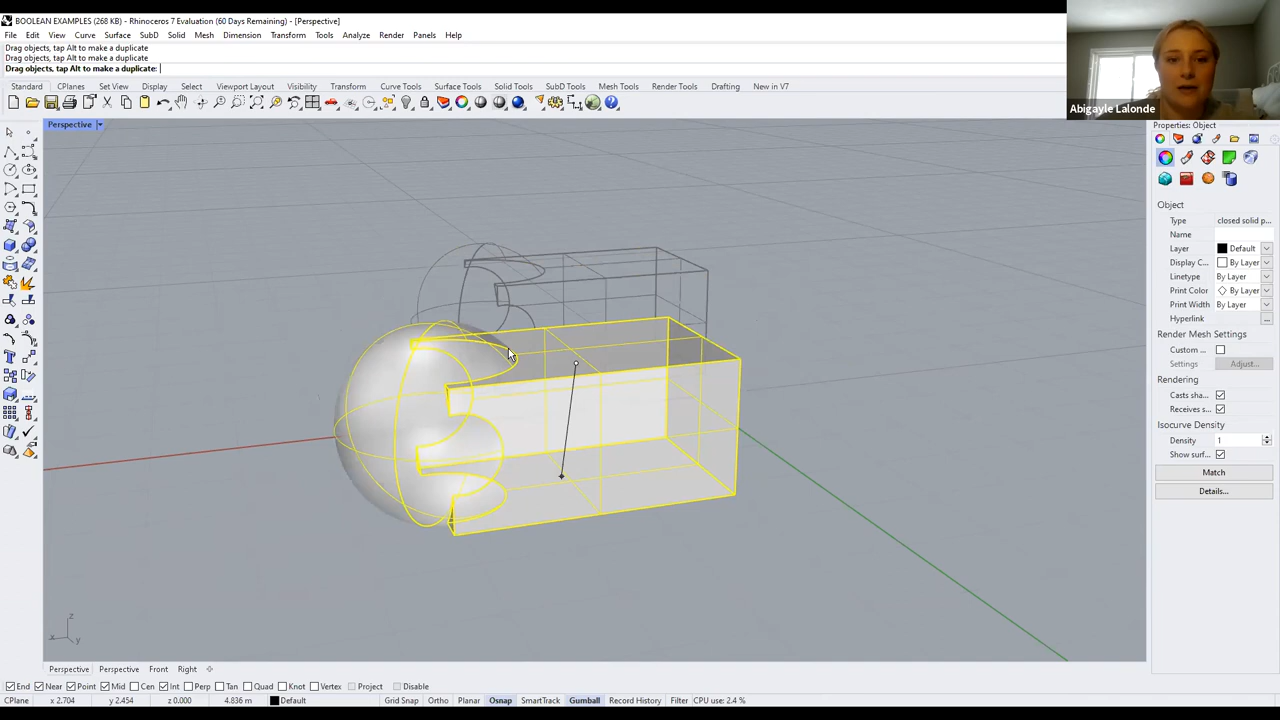 BOOLEAN EXAMPLES (268 KB) - Rhinoceros 7 Evaluation (60 Days Remaining) - [Perspective]
File Edit View Curve Surface SubD Solid Mesh Dimension Transform Tools Analyze Render Panels Help
Drag objects, tap Alt to make a duplicate
Drag objects, tap Alt to make a duplicate
Drag objects, tap Alt to make a duplicate:
Standard CPlanes Set View Display Select Viewport Layout Visibility Transform Curve Tools Surface Tools Solid Tools SubD Tools Mesh Tools Render Tools Drafting New in V7
Abigayle Lalonde
Perspective
Properties: Object
Object
Type closed solid p...
Name
Layer Default
Display C... By Layer
Linetype By Layer
Print Color By Layer
Print Width By Layer
Hyperlink ...
Render Mesh Settings
Custom ...
Settings: Adjust...
Rendering
Casts sha...
Receives s...
Isocurve Density
Density 1
Show surf...
Match
Details...
z
x y
Perspective Perspective Front Right
End Near Point Mid Cen Int Perp Tan Quad Knot Vertex Project Disable
CPlane x 2.704 y 2.454 z 0.000 4.836 m Default Grid Snap Ortho Planar Osnap SmartTrack Gumball Record History Filter CPU use: 2.4 %